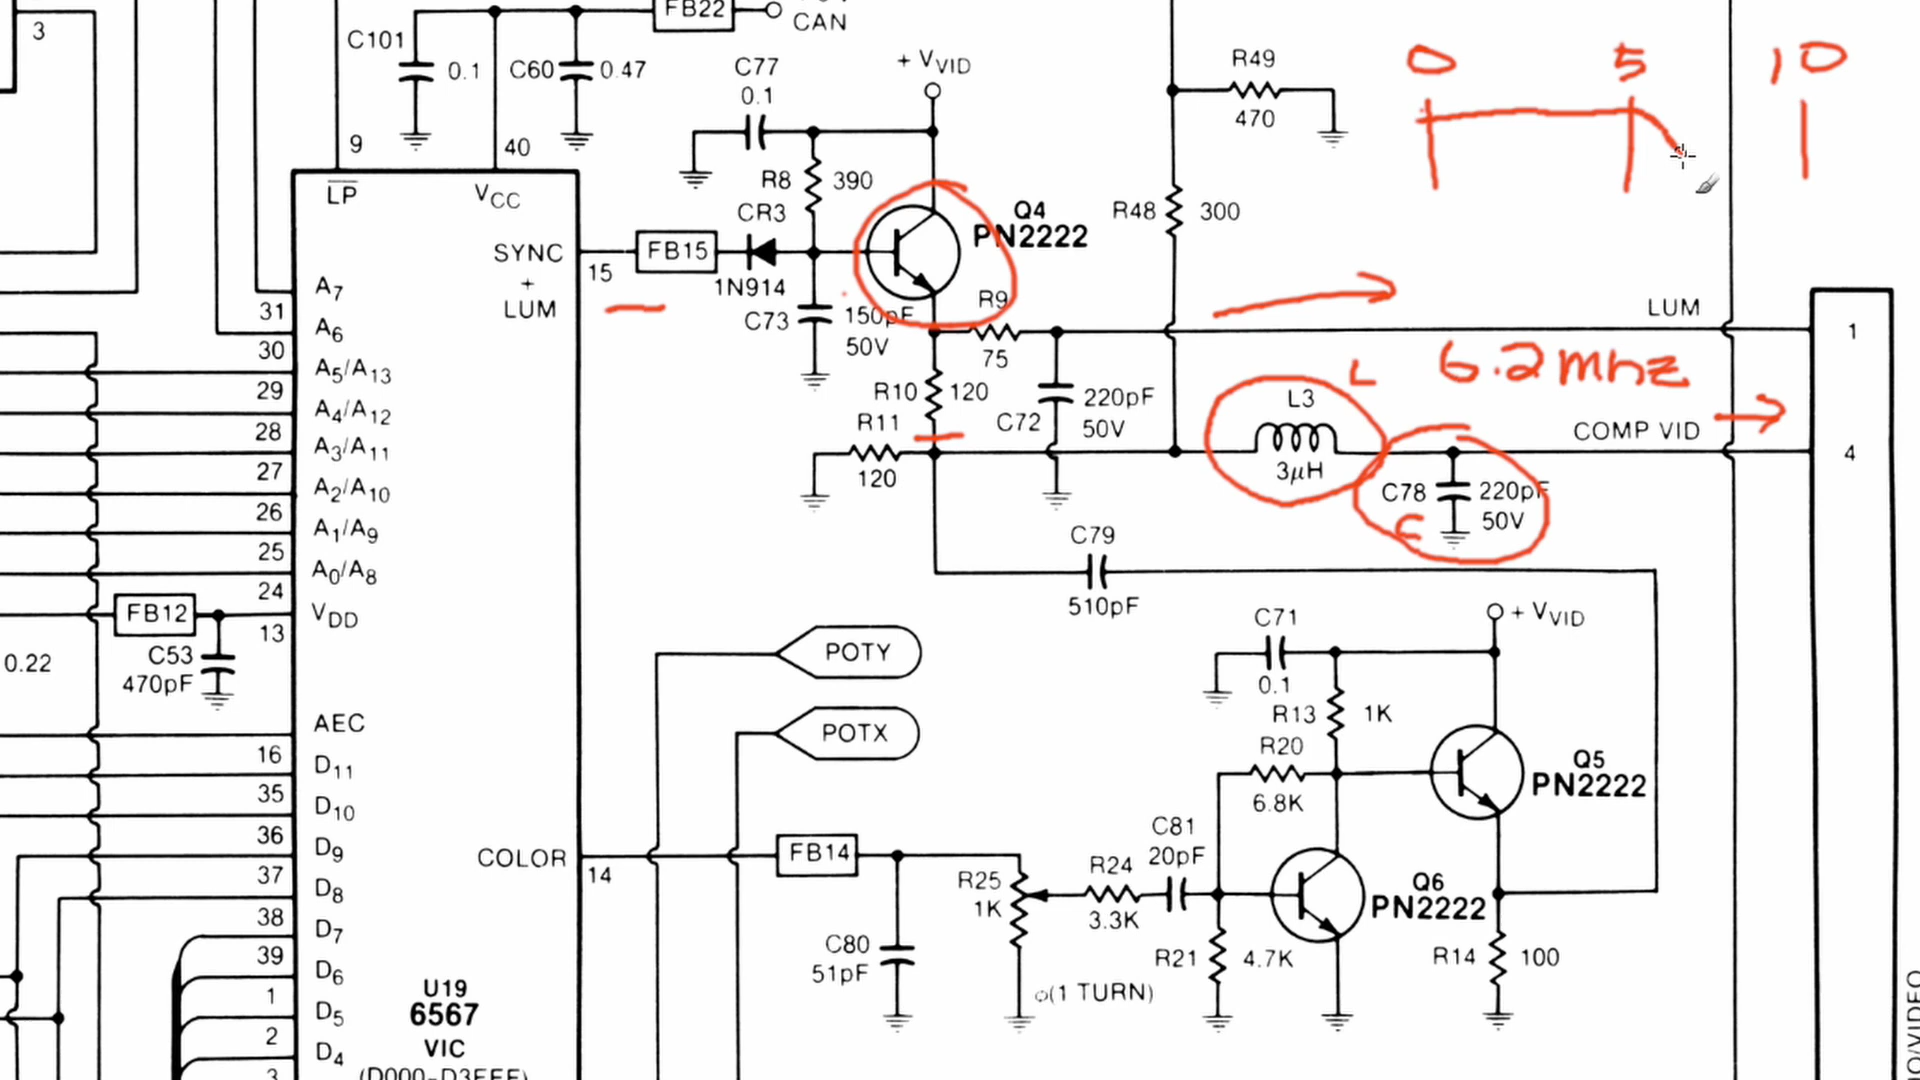 3
C101
0.1
C60
0.47
FB22
CAN
C77
0.1
+ VVID
R49
470
0
5
10
9
40
LP
VCC
R8
390
CR3
Q4
PN2222
R48
300
SYNC
+
LUM
15
FB15
1N914
C73
150pF
50V
R9
75
LUM
1
A7
31
A6
30
A5/A13
29
A4/A12
28
A3/A11
27
A2/A10
26
A1/A9
25
A0/A8
24
VDD
13
R10
120
C72
220pF
50V
R11
120
L
6.2mhz
L3
3μH
COMP VID
4
C78
220pF
50V
C
C79
510pF
FB12
C53
470pF
0.22
POTY
POTX
C71
0.1
+ VVID
R13
1K
R20
6.8K
Q5
PN2222
AEC
16
D11
35
D10
36
D9
37
D8
38
D7
39
D6
1
D5
2
D4
3
COLOR
14
FB14
R25
1K
R24
3.3K
C81
20pF
Q6
PN2222
C80
51pF
R21
4.7K
R14
100
(1 TURN)
U19
6567
VIC
(D000-D3FFF)
O/VIDEO